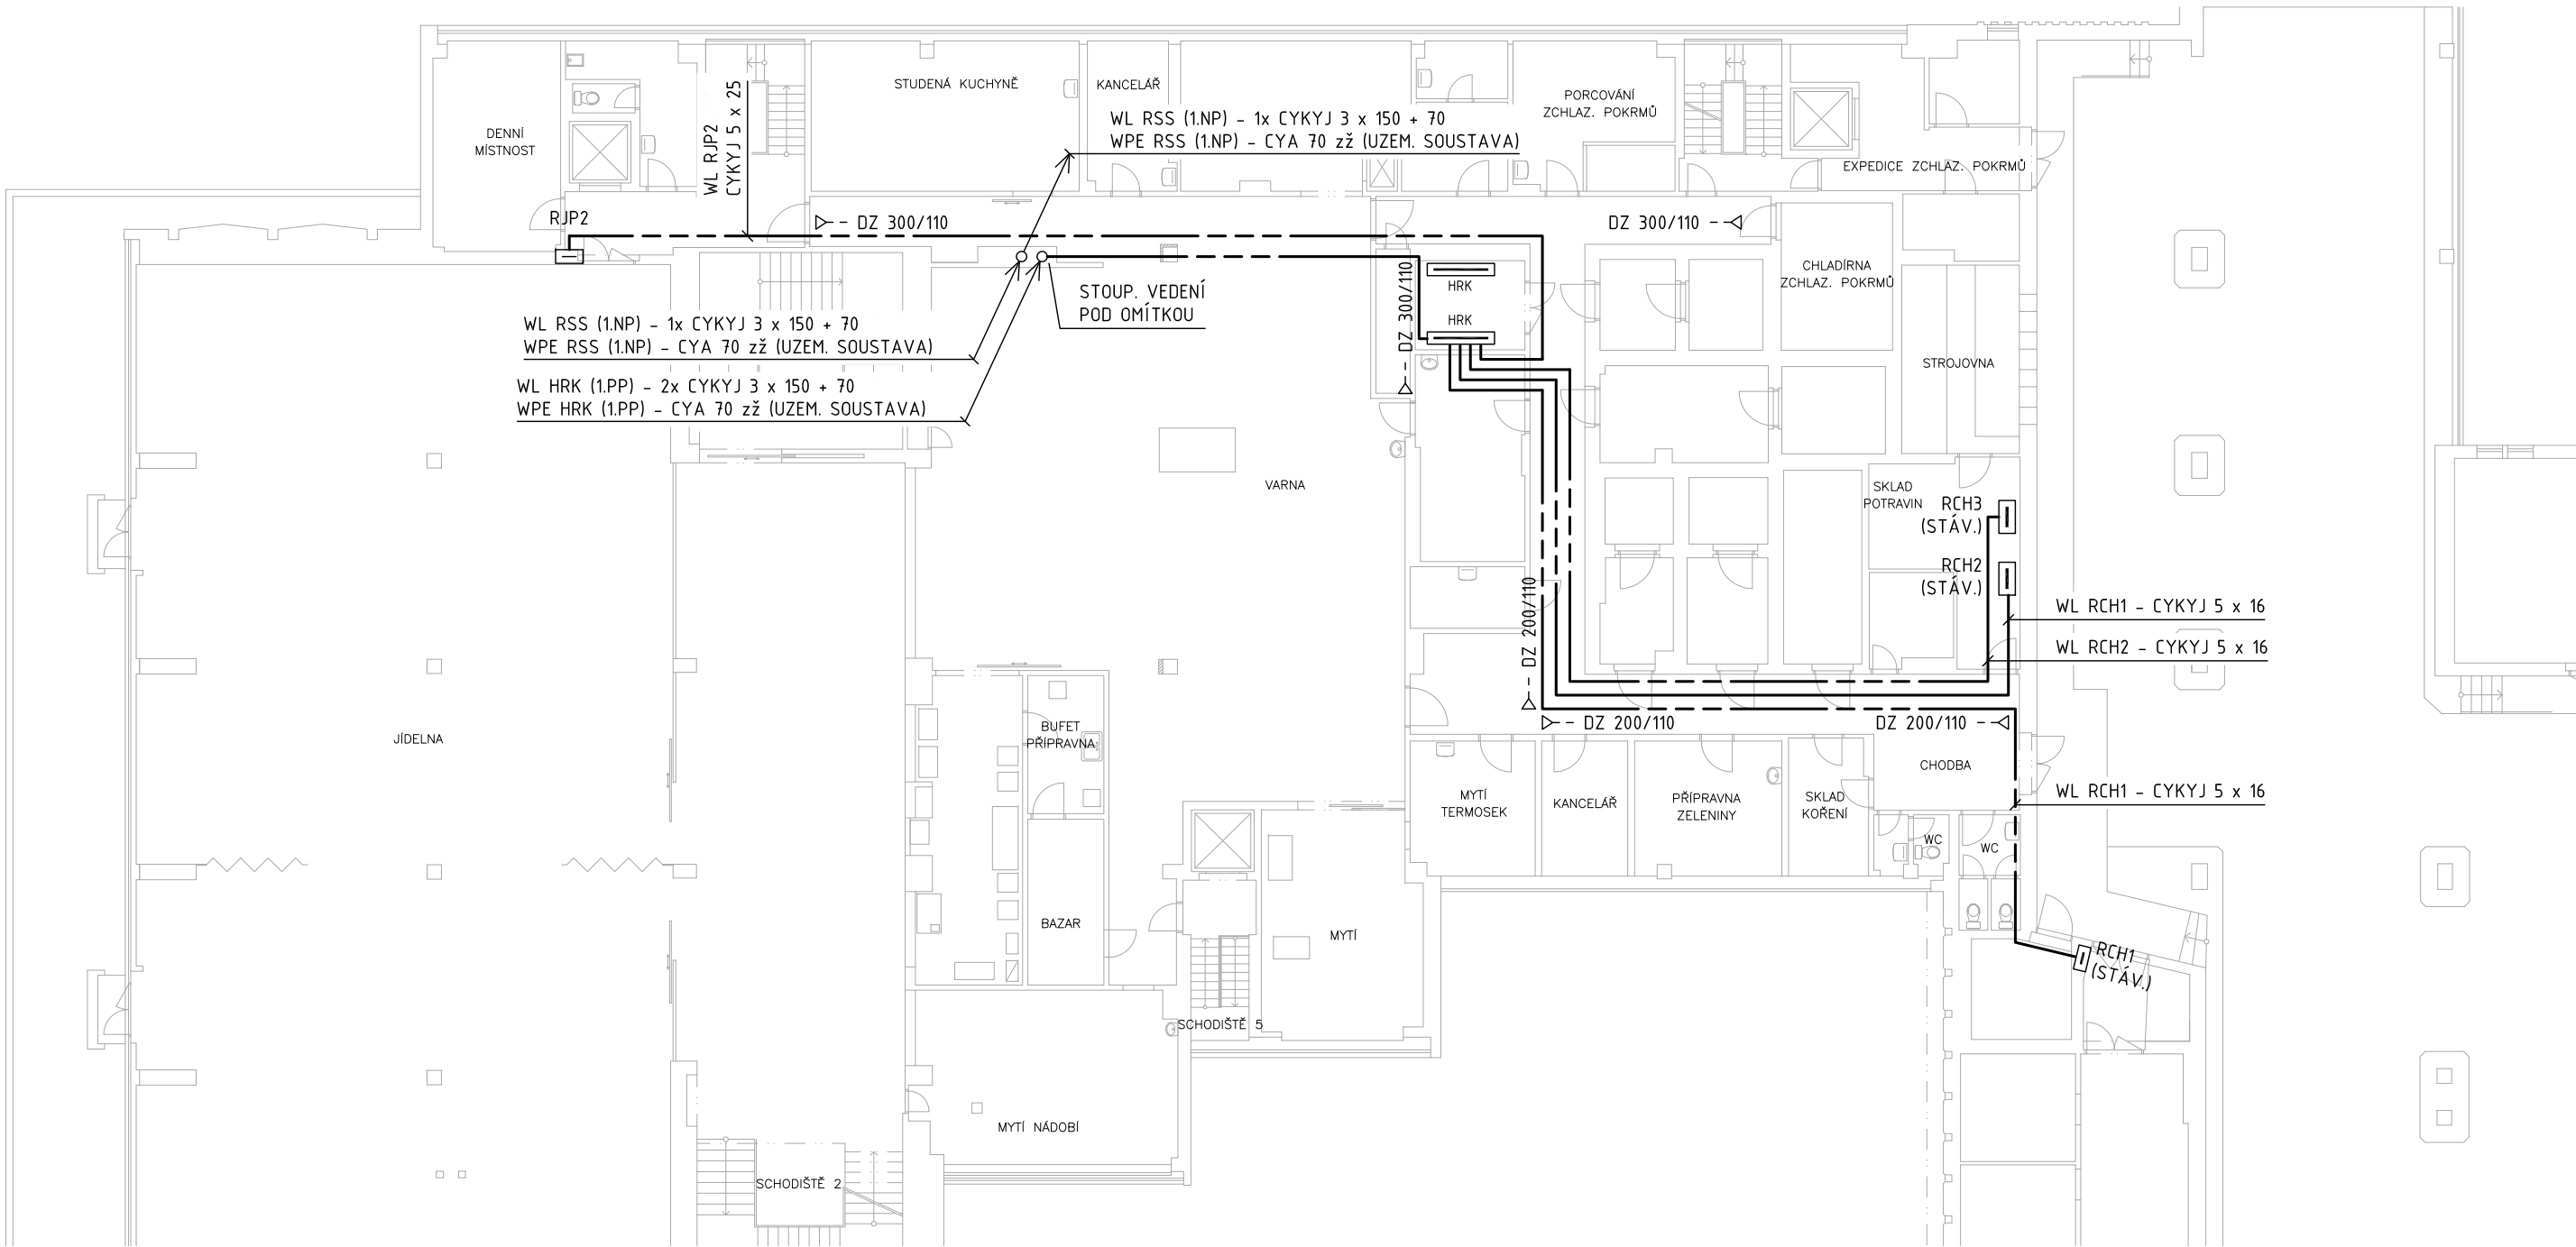 STUDENÁ KUCHYNĚ
KANCELÁŘ
PORCOVÁNÍ
ZCHLAZ. POKRMŮ
DENNÍ
MÍSTNOST
WL RJP2
CYKYJ 5 x 25
WL RSS (1.NP) - 1x CYKYJ 3 x 150 + 70
WPE RSS (1.NP) - CYA 70 zž (UZEM. SOUSTAVA)
EXPEDICE ZCHLAZ. POKRMŮ
RJP2
DZ 300/110
DZ 300/110
CHLADÍRNA
ZCHLAZ. POKRMŮ
HRK
HRK
DZ 300/110
STOUP. VEDENÍ
POD OMÍTKOU
WL RSS (1.NP) - 1x CYKYJ 3 x 150 + 70
WPE RSS (1.NP) - CYA 70 zž (UZEM. SOUSTAVA)
WL HRK (1.PP) - 2x CYKYJ 3 x 150 + 70
WPE HRK (1.PP) - CYA 70 zž (UZEM. SOUSTAVA)
STROJOVNA
VARNA
SKLAD
POTRAVIN
RCH3
(STÁV.)
RCH2
(STÁV.)
WL RCH1 - CYKYJ 5 x 16
WL RCH2 - CYKYJ 5 x 16
DZ 200/110
DZ 200/110
DZ 200/110
JÍDELNA
BUFET
PŘÍPRAVNA
CHODBA
WL RCH1 - CYKYJ 5 x 16
MYTÍ
TERMOSEK
KANCELÁŘ
PŘÍPRAVNA
ZELENINY
SKLAD
KOŘENÍ
WC
WC
BAZAR
MYTÍ
RCH1
(STÁV.)
SCHODIŠTĚ 5
MYTÍ NÁDOBÍ
SCHODIŠTĚ 2